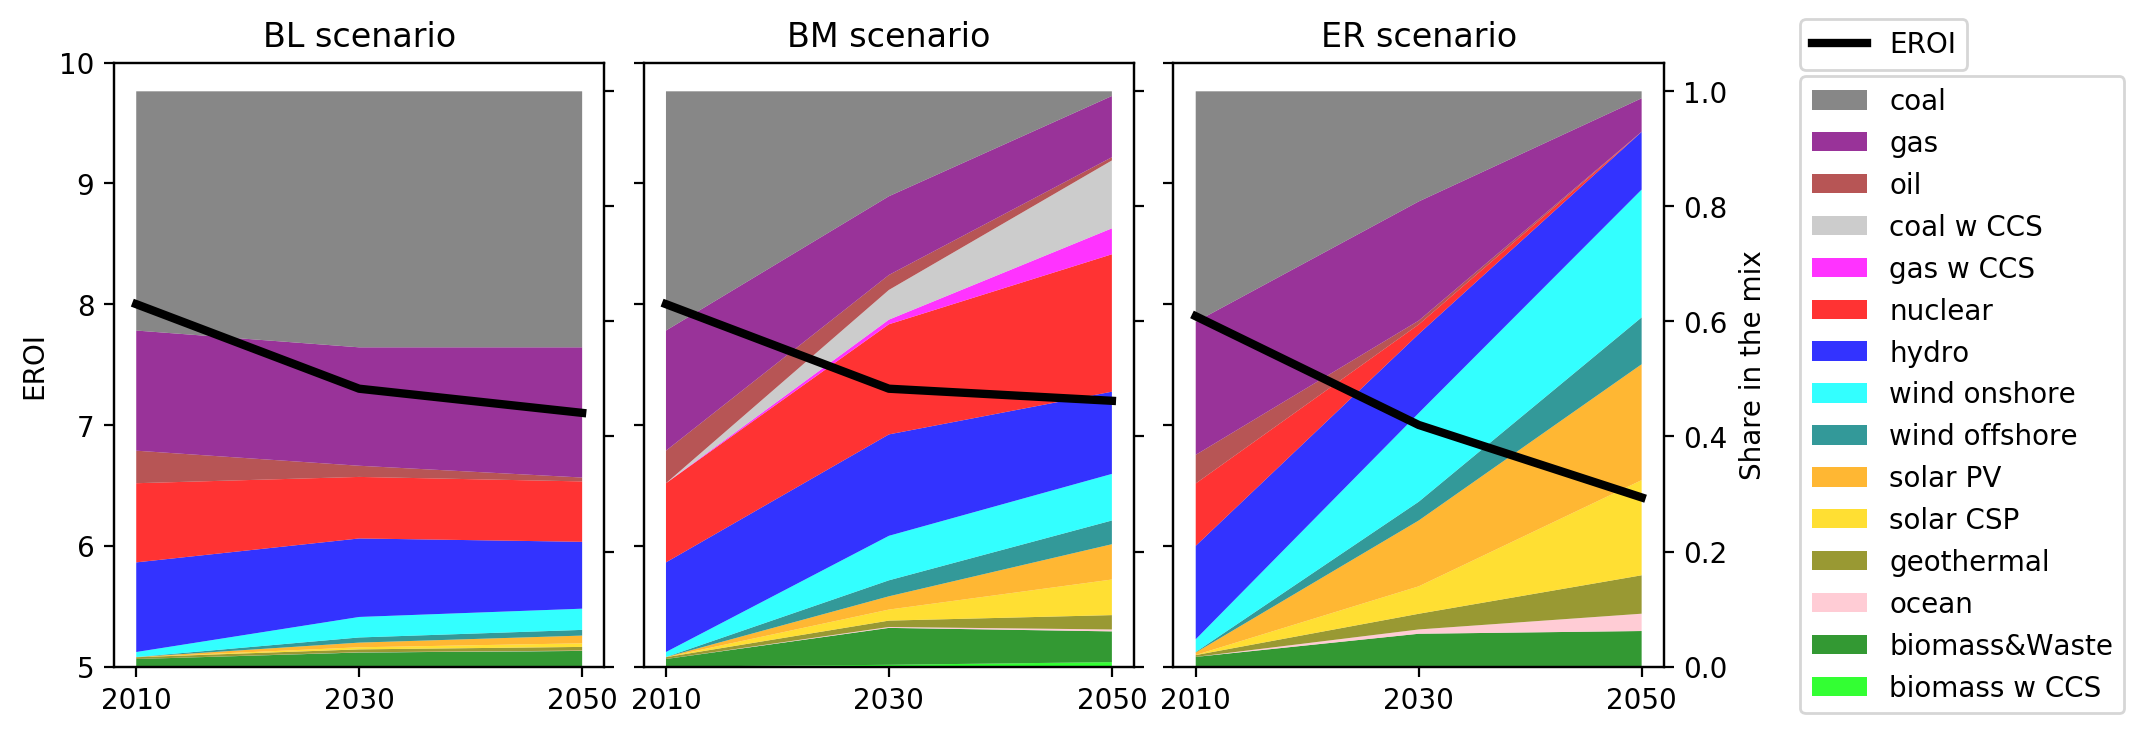 BL scenario
BM scenario
ER scenario
EROI
10
9
8
7
6
5
2010
2030
2050
2010
2030
2050
2010
2030
2050
1.0
0.8
0.6
0.4
0.2
0.0
Share in the mix
EROI
coal
gas
oil
coal w CCS
gas w CCS
nuclear
hydro
wind onshore
wind offshore
solar PV
solar CSP
geothermal
ocean
biomass&Waste
biomass w CCS